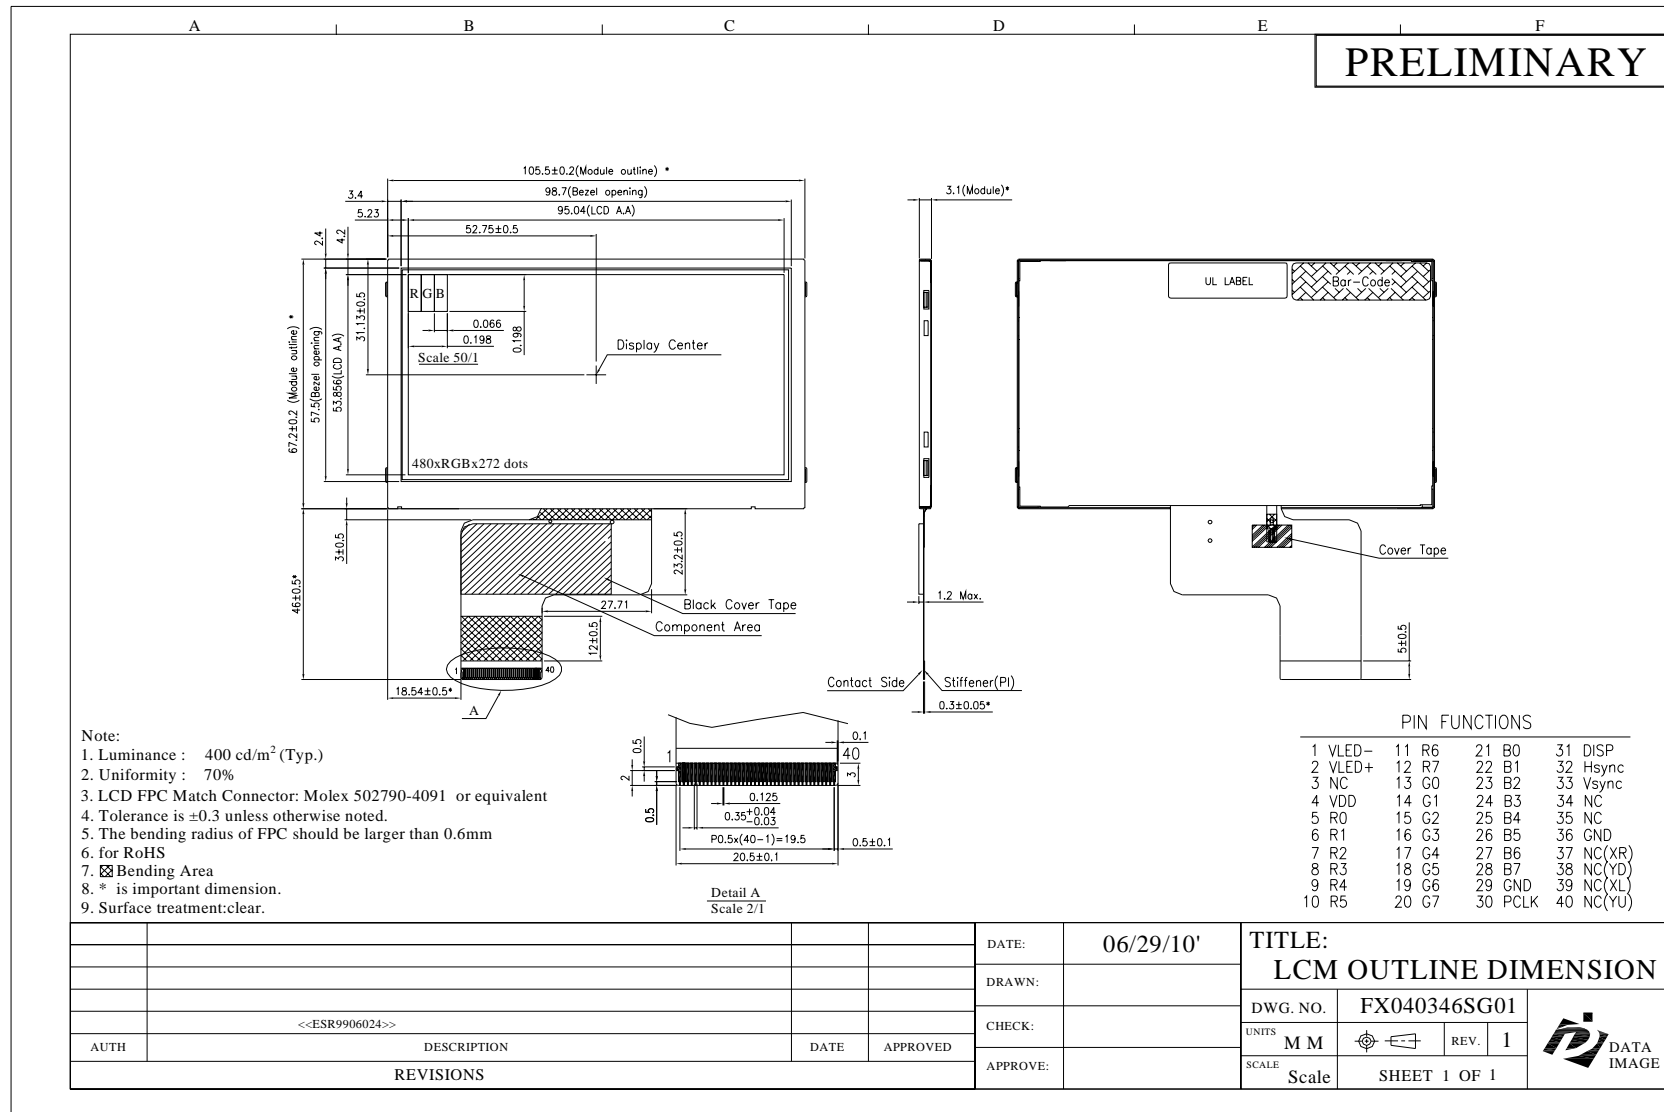 A B C D E F
PRELIMINARY
105.5±0.2(Module outline) *
98.7(Bezel opening)
95.04(LCD A.A)
52.75±0.5
3.4
5.23
2.4
4.2
67.2±0.2 (Module outline) *
57.5(Bezel opening)
53.856(LCD A.A)
31.13±0.5
R G B
0.066
0.198
0.198
Scale 50/1
Display Center
480xRGBx272 dots
3.1(Module)*
UL LABEL
Bar-Code
3±0.5
46±0.5*
23.2±0.5
27.71
12±0.5
Black Cover Tape
Component Area
1 40
18.54±0.5*
A
1.2 Max.
Contact Side
Stiffener(PI)
0.3±0.05*
Cover Tape
5±0.5
0.5
2
0.5
1 40
0.1
3
0.125
0.35+0.04
-0.03
P0.5x(40-1)=19.5
0.5±0.1
20.5±0.1
Detail A
Scale 2/1
Note:
1. Luminance : 400 cd/m2 (Typ.)
2. Uniformity : 70%
3. LCD FPC Match Connector: Molex 502790-4091 or equivalent
4. Tolerance is ±0.3 unless otherwise noted.
5. The bending radius of FPC should be larger than 0.6mm
6. for RoHS
7. Bending Area
8. * is important dimension.
9. Surface treatment:clear.
PIN FUNCTIONS
1 VLED- 11 R6 21 B0 31 DISP
2 VLED+ 12 R7 22 B1 32 Hsync
3 NC 13 G0 23 B2 33 Vsync
4 VDD 14 G1 24 B3 34 NC
5 R0 15 G2 25 B4 35 NC
6 R1 16 G3 26 B5 36 GND
7 R2 17 G4 27 B6 37 NC(XR)
8 R3 18 G5 28 B7 38 NC(YD)
9 R4 19 G6 29 GND 39 NC(XL)
10 R5 20 G7 30 PCLK 40 NC(YU)
<<ESR9906024>>
AUTH DESCRIPTION DATE APPROVED
REVISIONS
DATE: 06/29/10'
DRAWN:
CHECK:
APPROVE:
TITLE:
LCM OUTLINE DIMENSION
DWG. NO. FX040346SG01
UNITS M M REV. 1
SCALE Scale SHEET 1 OF 1
DATA
IMAGE